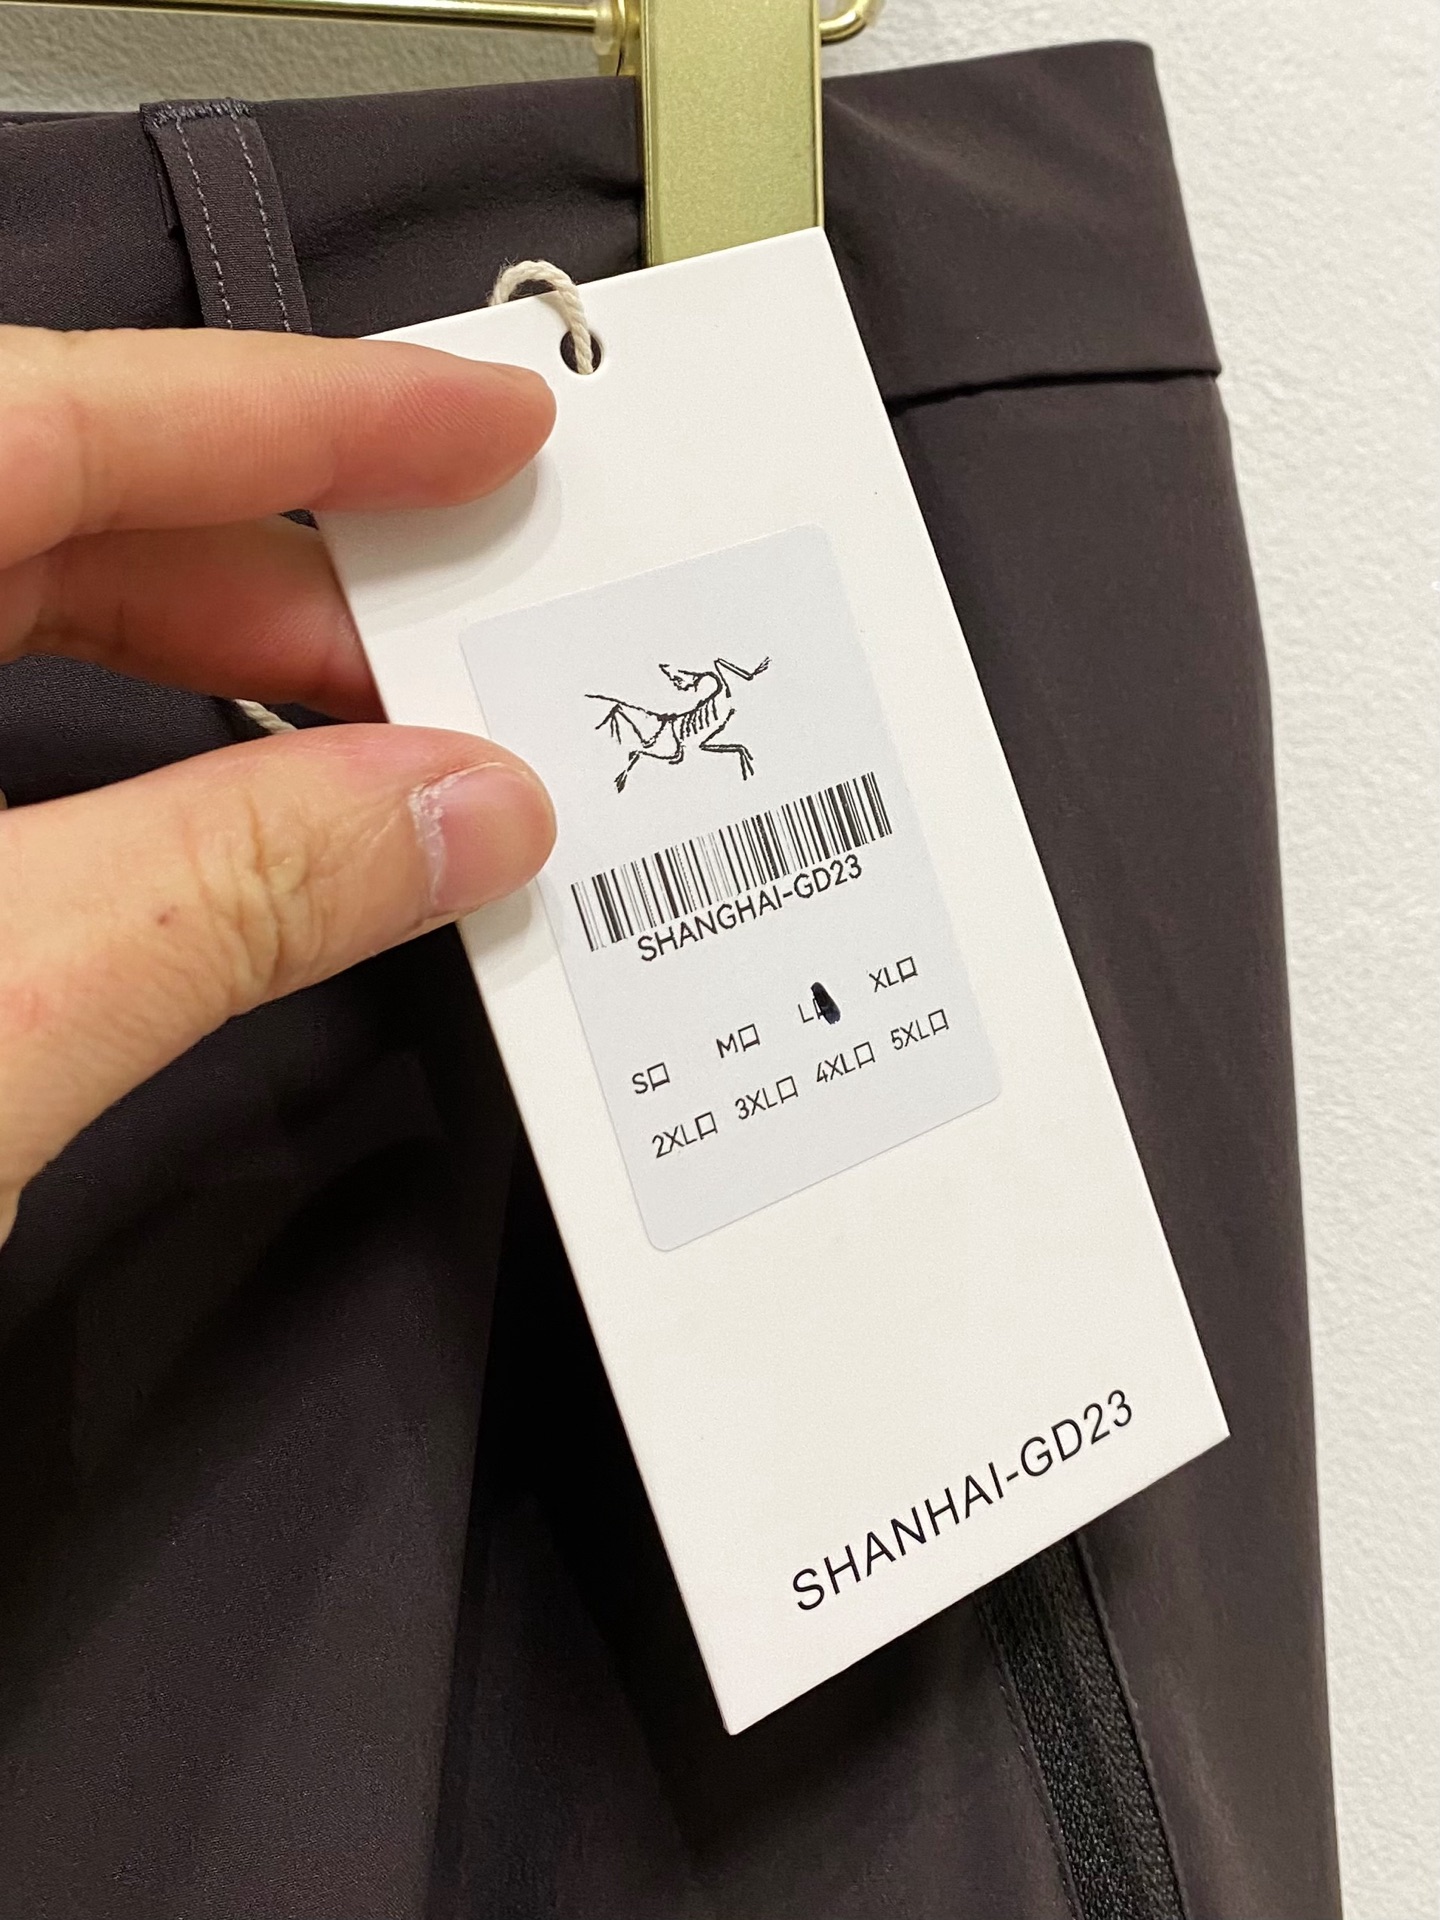 SHANGHAI-GD23
S□ M□ L□ XL□
2XL□ 3XL□ 4XL□ 5XL□
SHANHAI-GD23